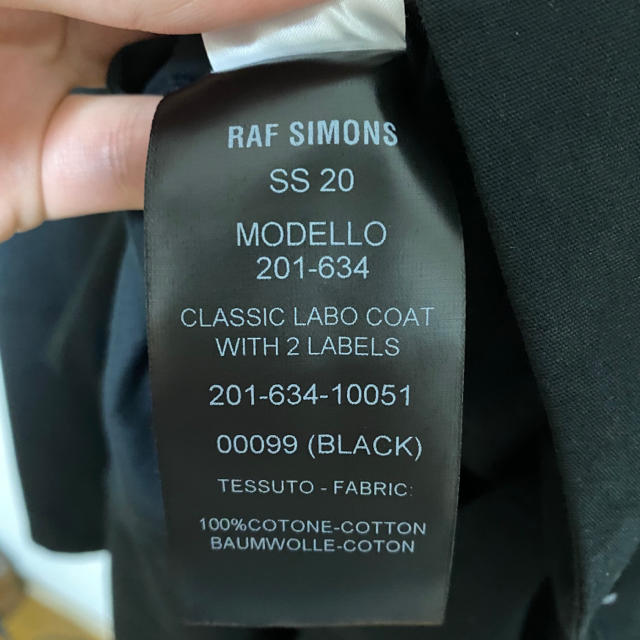 RAF SIMONS
SS 20
MODELLO
201-634
CLASSIC LABO COAT
WITH 2 LABELS
201-634-10051
00099 (BLACK)
TESSUTO - FABRIC:
100%COTONE-COTTON
BAUMWOLLE-COTON